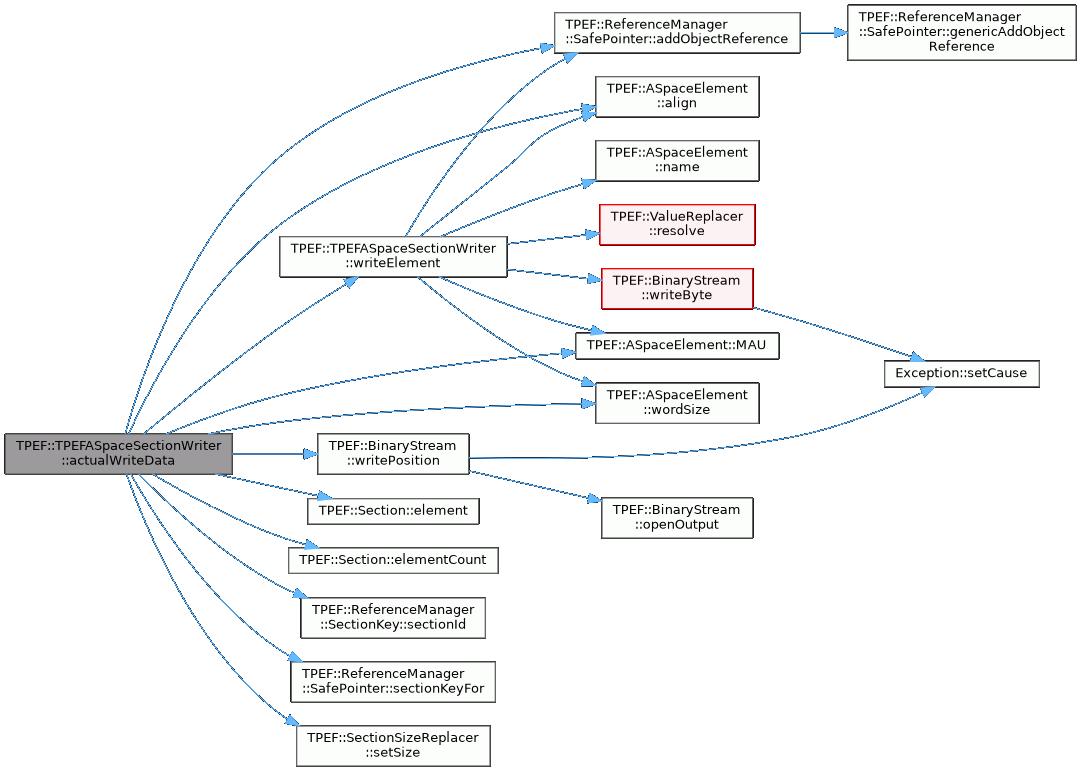 TPEF::ReferenceManager
::SafePointer::addObjectReference
TPEF::ReferenceManager
::SafePointer::genericAddObject
Reference
TPEF::ASpaceElement
::align
TPEF::ASpaceElement
::name
TPEF::ValueReplacer
::resolve
TPEF::TPEFASpaceSectionWriter
::writeElement
TPEF::BinaryStream
::writeByte
TPEF::ASpaceElement::MAU
Exception::setCause
TPEF::ASpaceElement
::wordSize
TPEF::TPEFASpaceSectionWriter
::actualWriteData
TPEF::BinaryStream
::writePosition
TPEF::Section::element
TPEF::BinaryStream
::openOutput
TPEF::Section::elementCount
TPEF::ReferenceManager
::SectionKey::sectionId
TPEF::ReferenceManager
::SafePointer::sectionKeyFor
TPEF::SectionSizeReplacer
::setSize